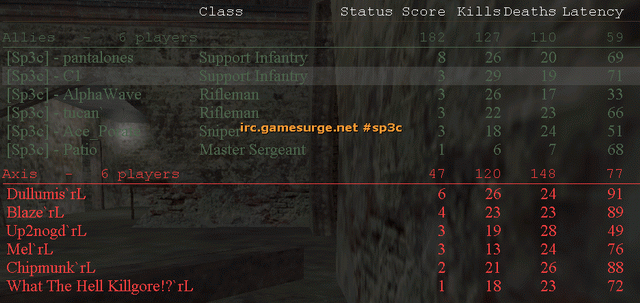 Class Status Score Kills Deaths Latency
Allies - 6 players 182 127 110 59
[Sp3c] - pantalones Support Infantry 8 26 20 69
[Sp3c] - C1 Support Infantry 3 29 19 71
[Sp3c] - AlphaWave Rifleman 3 26 17 33
[Sp3c] - tucan Rifleman 3 22 23 66
[Sp3c] - Ace_ Sniper 3 18 24 51
irc.gamesurge.net #sp3c
[Sp3c] - Patio Master Sergeant 1 6 7 68
Axis - 6 players 47 120 148 77
Dullumis`rL 6 26 24 91
Blaze`rL 4 23 23 89
Up2nogd`rL 3 19 28 49
Mel`rL 3 13 24 76
Chipmunk`rL 2 21 26 88
What The Hell Killgore!?`rL 1 18 23 72